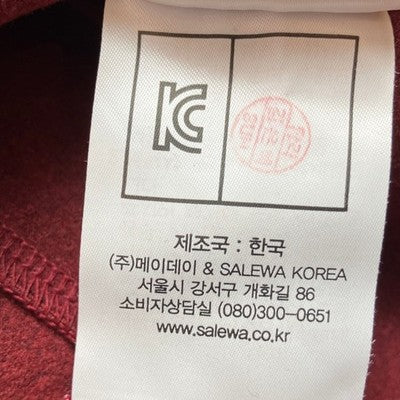 KC
제조국 : 한국
(주)메이데이 & SALEWA KOREA
서울시 강서구 개화길 86
소비자상담실 (080)300-0651
www.salewa.co.kr